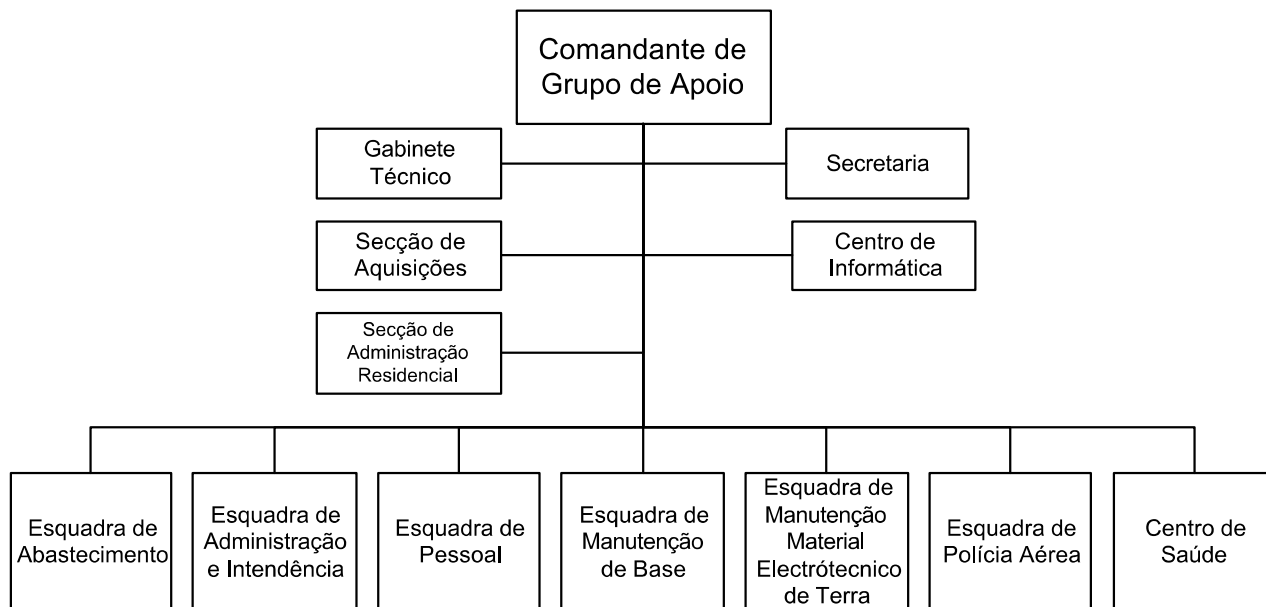 Comandante de
Grupo de Apoio
Gabinete
Técnico
Secretaria
Secção de
Aquisições
Centro de
Informática
Secção de
Administração
Residencial
Esquadra de
Abastecimento
Esquadra de
Administração
e Intendência
Esquadra de
Pessoal
Esquadra de
Manutenção
de Base
Esquadra de
Manutenção
Material
Electrótecnico
de Terra
Esquadra de
Polícia Aérea
Centro de
Saúde